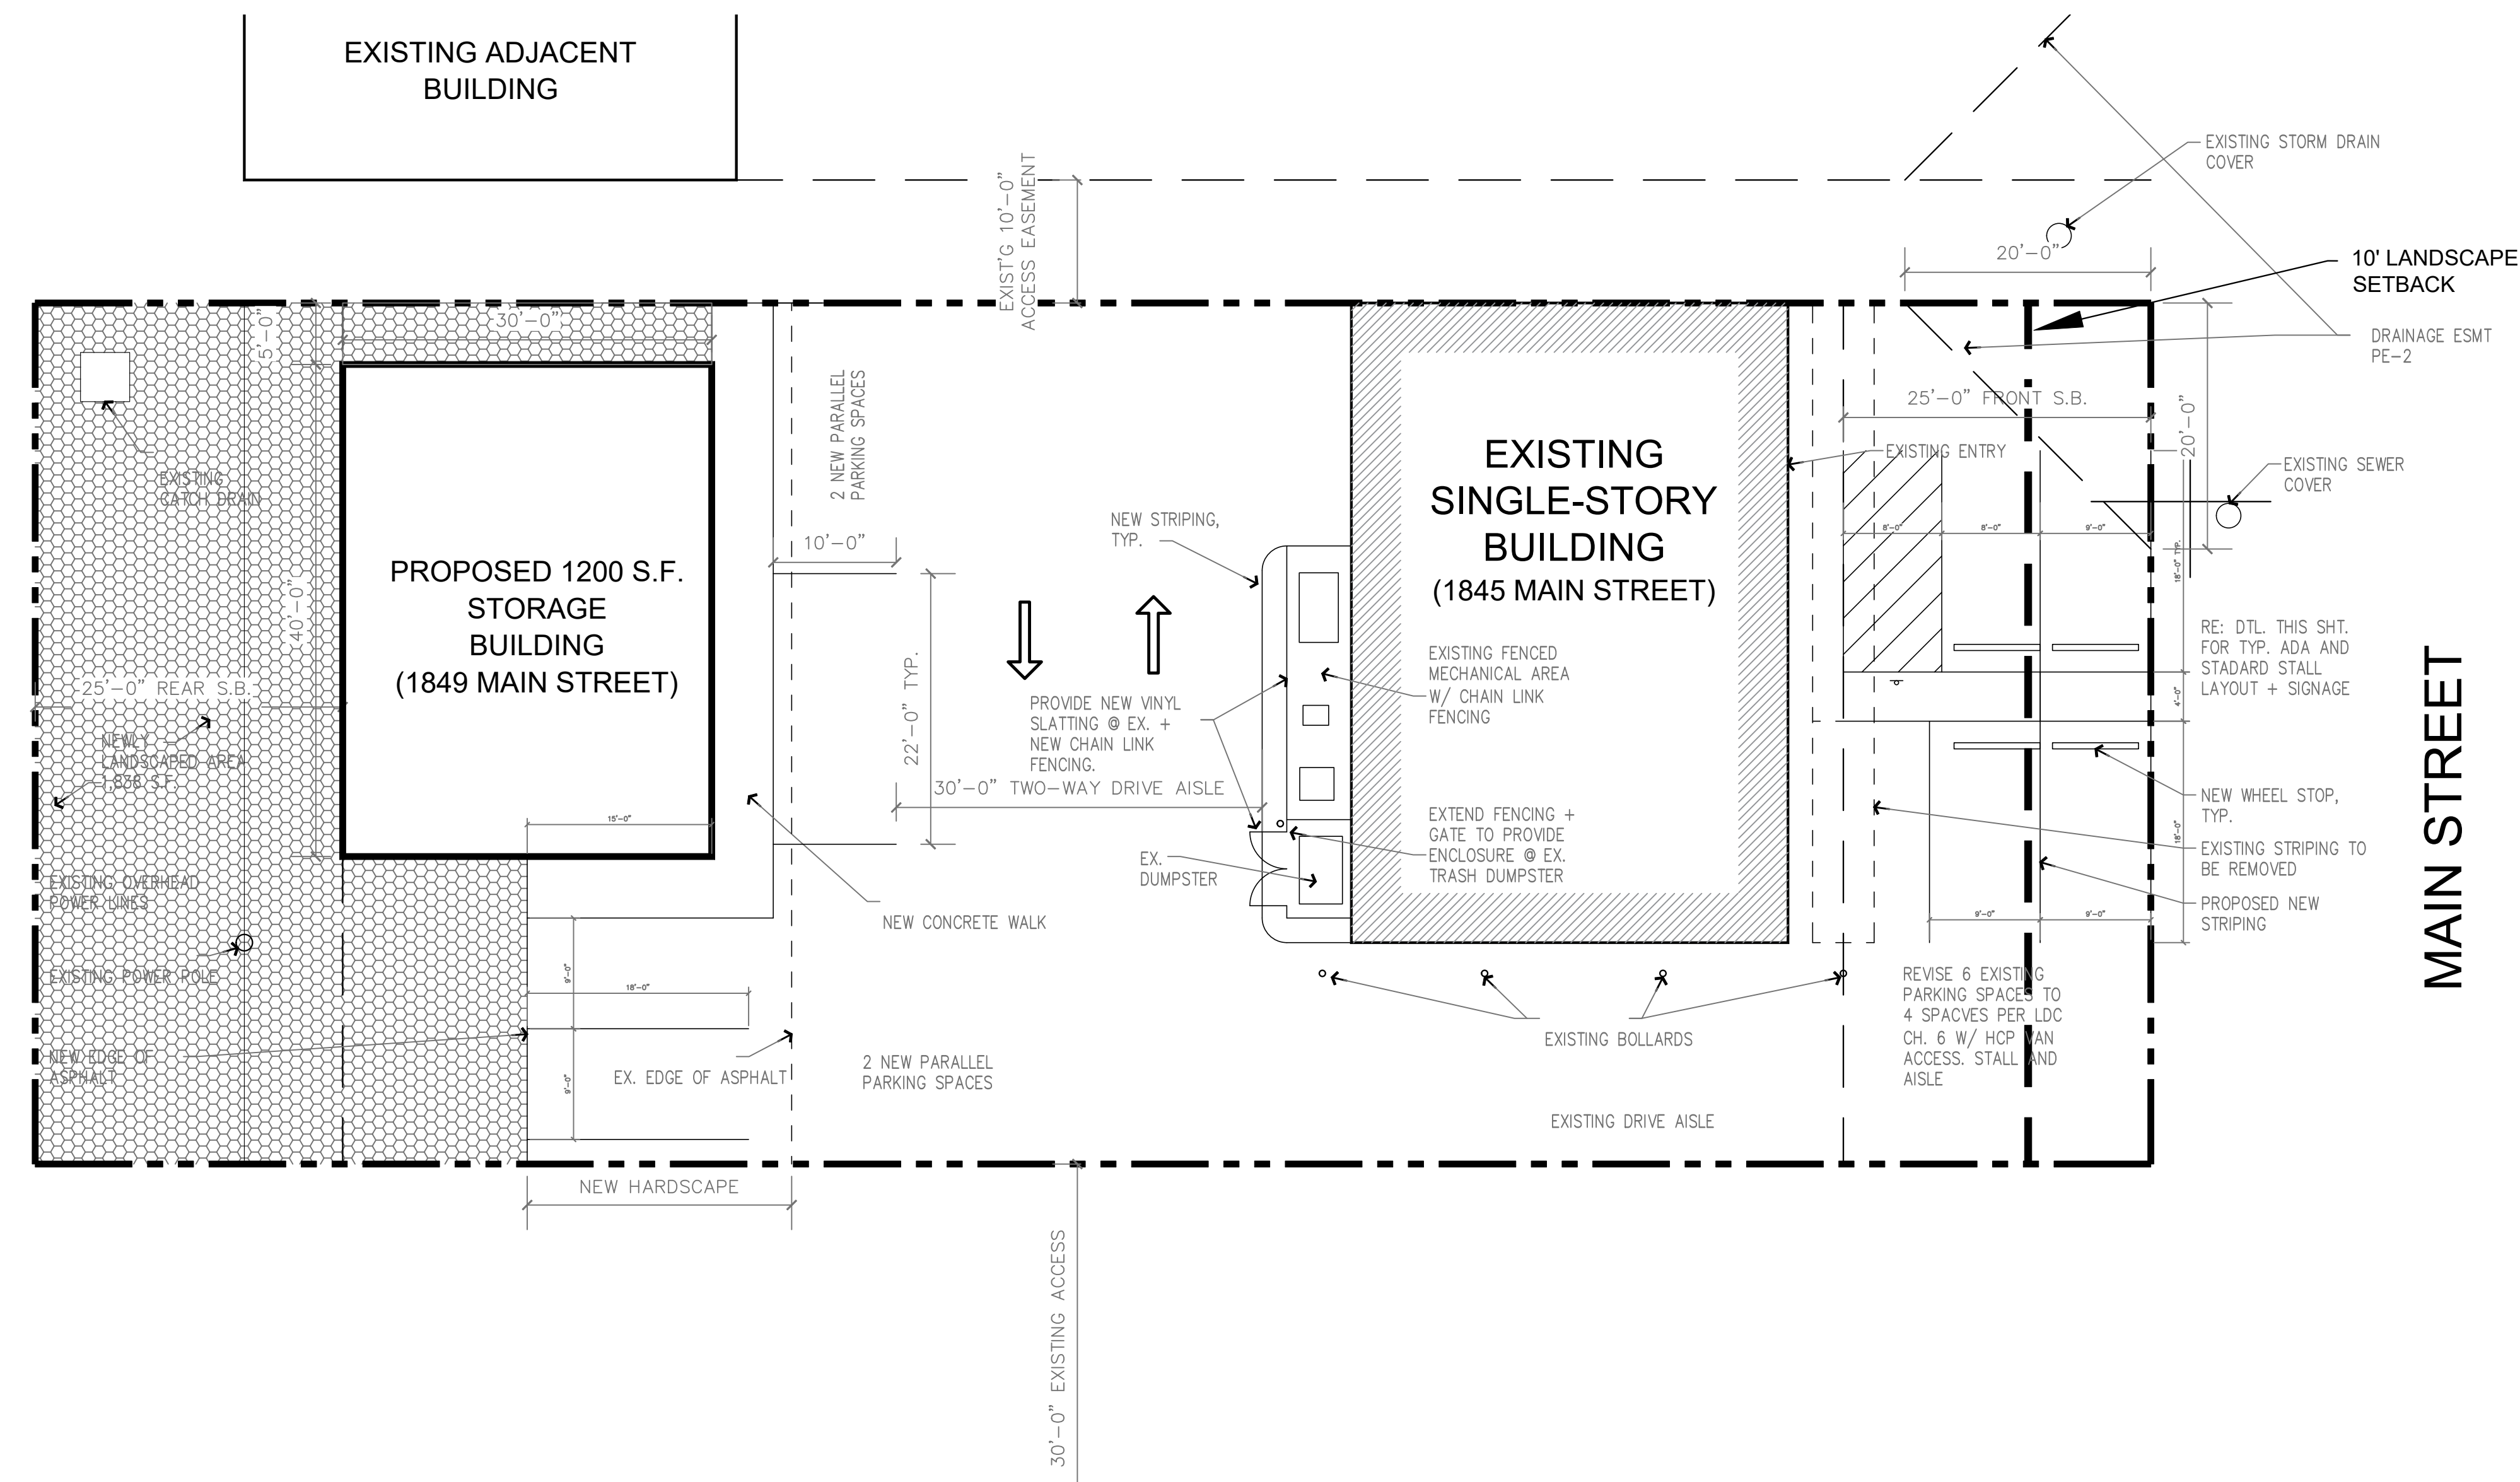 EXISTING ADJACENT
BUILDING
EXIST'G 10'-0"
ACCESS EASEMENT
EXISTING STORM DRAIN
COVER
20'-0"
10' LANDSCAPE
SETBACK
DRAINAGE ESMT
PE-2
30'-0"
5'-0"
2 NEW PARALLEL
PARKING SPACES
25'-0" FRONT S.B.
20'-0"
EXISTING ENTRY
EXISTING SEWER
COVER
EXISTING
CATCH DRAIN
EXISTING
SINGLE-STORY
BUILDING
(1845 MAIN STREET)
NEW STRIPING,
TYP.
10'-0"
8'-0"
8'-0"
9'-0"
18'-0" TYP.
PROPOSED 1200 S.F.
STORAGE
BUILDING
(1849 MAIN STREET)
40'-0"
22'-0" TYP.
25'-0" REAR S.B.
RE: DTL. THIS SHT.
FOR TYP. ADA AND
STADARD STALL
LAYOUT + SIGNAGE
EXISTING FENCED
MECHANICAL AREA
W/ CHAIN LINK
FENCING
PROVIDE NEW VINYL
SLATTING @ EX. +
NEW CHAIN LINK
FENCING.
4'-0"
NEWLY
LANDSCAPED AREA
1,838 S.F.
30'-0" TWO-WAY DRIVE AISLE
MAIN STREET
NEW WHEEL STOP,
TYP.
15'-0"
EXTEND FENCING +
GATE TO PROVIDE
ENCLOSURE @ EX.
TRASH DUMPSTER
18'-0"
EXISTING STRIPING TO
BE REMOVED
EX.
DUMPSTER
EXISTING OVERHEAD
POWER LINES
NEW CONCRETE WALK
PROPOSED NEW
STRIPING
9'-0"
9'-0"
EXISTING POWER POLE
9'-0"
18'-0"
REVISE 6 EXISTING
PARKING SPACES TO
4 SPACVES PER LDC
CH. 6 W/ HCP VAN
ACCESS. STALL AND
AISLE
EXISTING BOLLARDS
NEW EDGE OF
ASPHALT
9'-0"
EX. EDGE OF ASPHALT
2 NEW PARALLEL
PARKING SPACES
EXISTING DRIVE AISLE
NEW HARDSCAPE
30'-0" EXISTING ACCESS